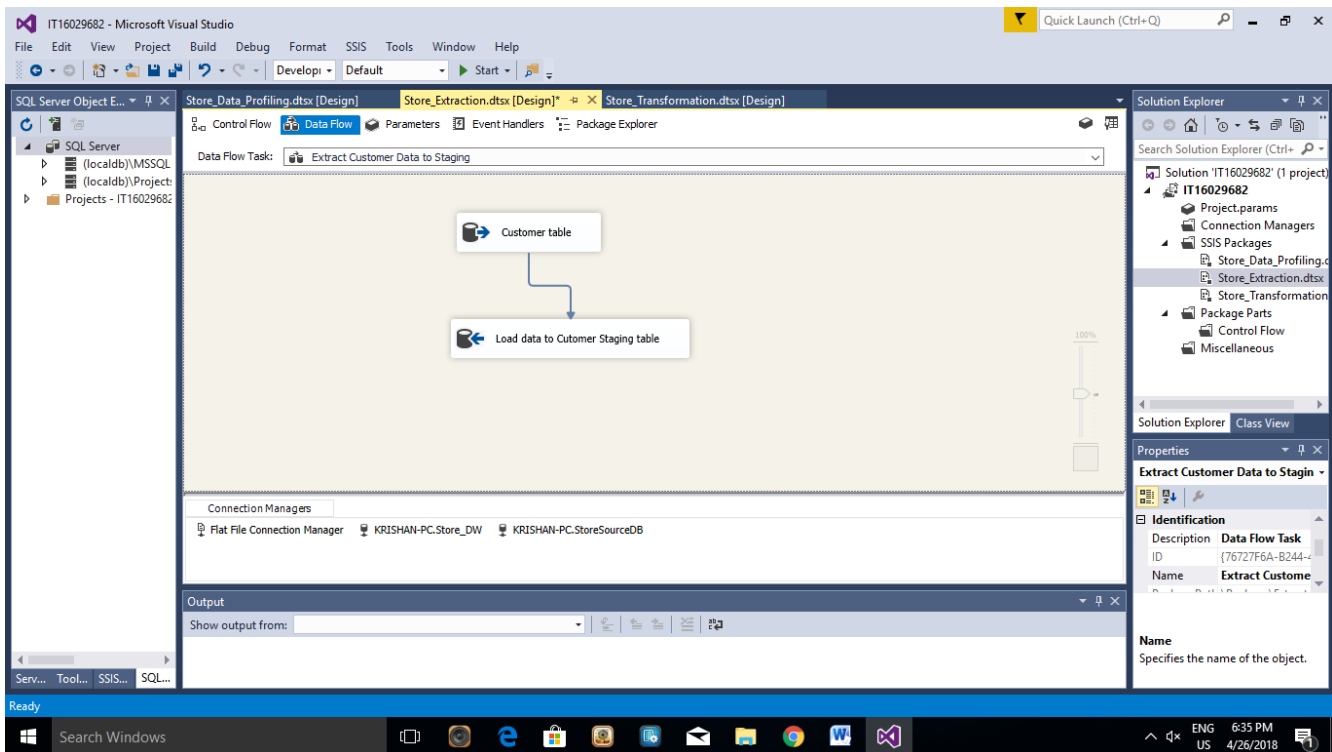 IT16029682 - Microsoft Visual Studio
Quick Launch (Ctrl+Q)
File Edit View Project Build Debug Format SSIS Tools Window Help
Develop Default Start
SQL Server Object E...
Store_Data_Profiling.dtsx [Design] Store_Extraction.dtsx [Design]* Store_Transformation.dtsx [Design]
Solution Explorer
Control Flow Data Flow Parameters Event Handlers Package Explorer
Data Flow Task: Extract Customer Data to Staging
SQL Server
(localdb)\MSSQL
(localdb)\Projects
Projects - IT16029682
Customer table
Load data to Cutomer Staging table
100%
Connection Managers
Flat File Connection Manager KRISHAN-PC.Store_DW KRISHAN-PC.StoreSourceDB
Output
Show output from:
Serv... Tool... SSIS... SQL...
Search Solution Explorer (Ctrl+
Solution 'IT16029682' (1 project)
IT16029682
Project.params
Connection Managers
SSIS Packages
Store_Data_Profiling.d
Store_Extraction.dtsx
Store_Transformation
Package Parts
Control Flow
Miscellaneous
Solution Explorer Class View
Properties
Extract Customer Data to Stagin
Identification
Description Data Flow Task
ID {76727F6A-B244-4
Name Extract Custome
Name
Specifies the name of the object.
Ready
Search Windows
ENG
US
6:35 PM
4/26/2018